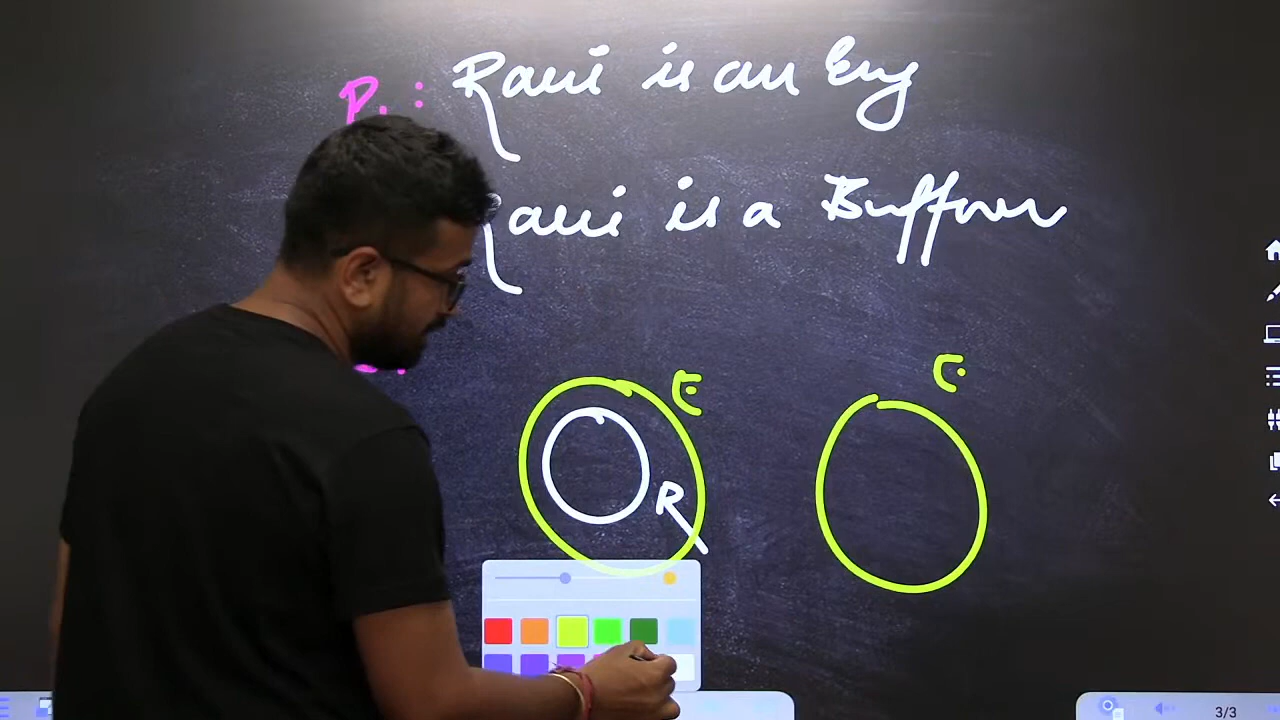 P. : Ravi is an Eng
Ravi is a Buffoon
E
E
R
3/3